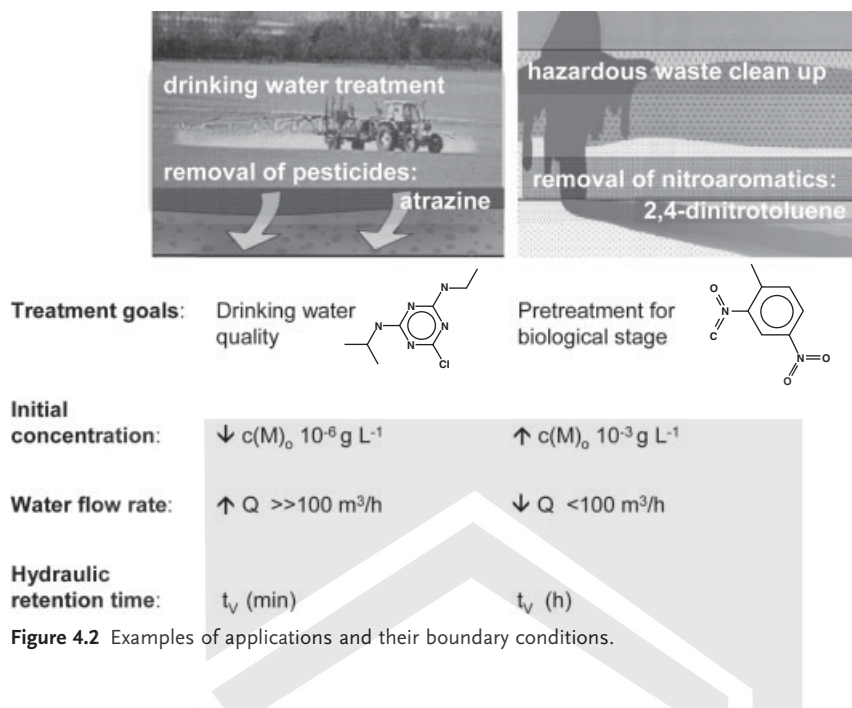 drinking water treatment
removal of pesticides:
atrazine
hazardous waste clean up
removal of nitroaromatics:
2,4-dinitrotoluene
Treatment goals: Drinking water quality
N
N
N
N
N
Cl
Pretreatment for biological stage
O
N
C
N
O
O
Initial concentration: ↓ c(M)₀ 10⁻⁶ g L⁻¹ ↑ c(M)₀ 10⁻³ g L⁻¹
Water flow rate: ↑ Q >>100 m³/h ↓ Q <100 m³/h
Hydraulic retention time: tᵥ (min) tᵥ (h)
Figure 4.2 Examples of applications and their boundary conditions.